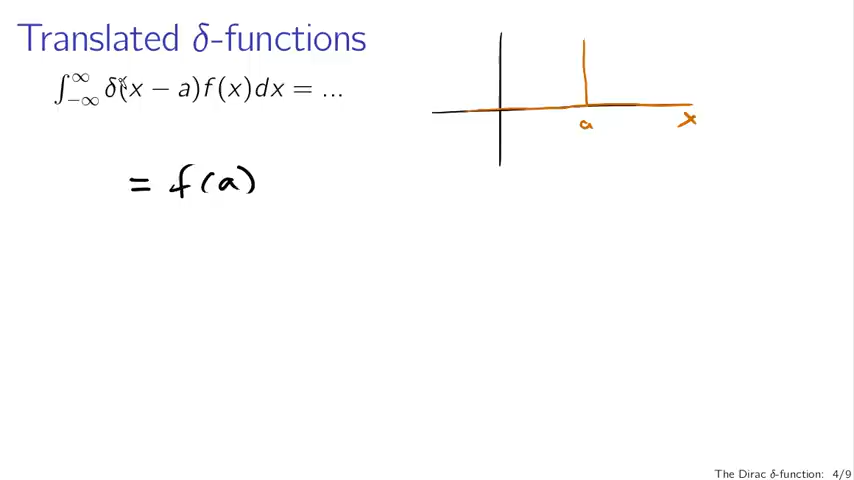 Translated δ-functions
∫_{-∞}^{∞} δ(x − a)f(x)dx = ...
a
x
= f(a)
The Dirac δ-function: 4/9